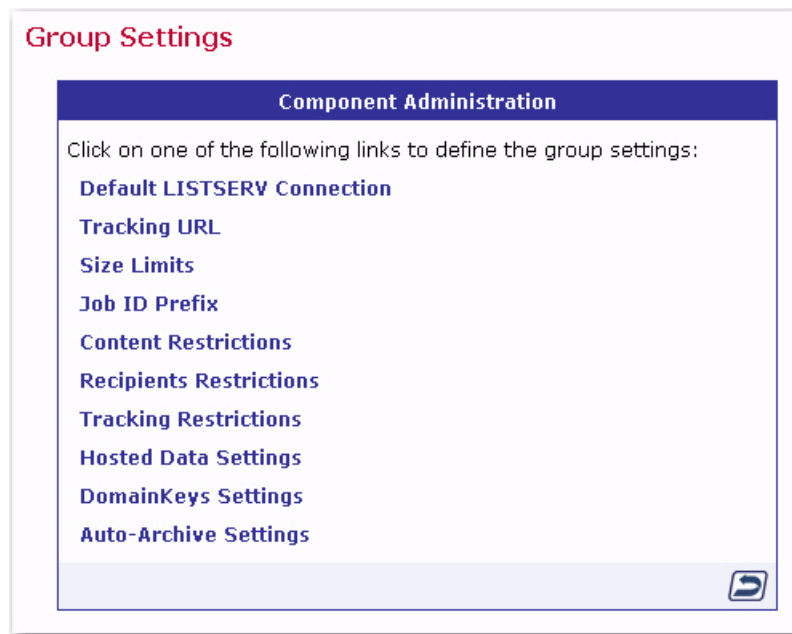 Group Settings
Component Administration
Click on one of the following links to define the group settings:
Default LISTSERV Connection
Tracking URL
Size Limits
Job ID Prefix
Content Restrictions
Recipients Restrictions
Tracking Restrictions
Hosted Data Settings
DomainKeys Settings
Auto-Archive Settings